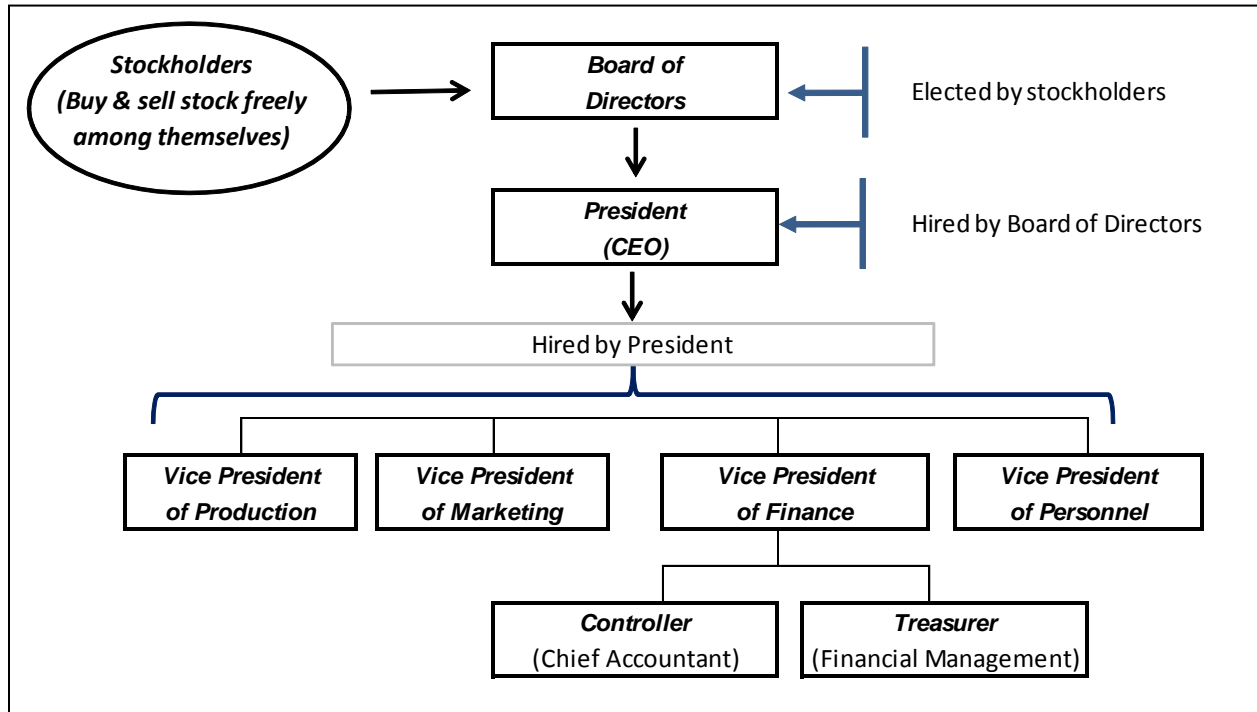 Stockholders
(Buy & sell stock freely
among themselves)
Board of
Directors
Elected by stockholders
President
(CEO)
Hired by Board of Directors
Hired by President
Vice President
of Production
Vice President
of Marketing
Vice President
of Finance
Vice President
of Personnel
Controller
(Chief Accountant)
Treasurer
(Financial Management)